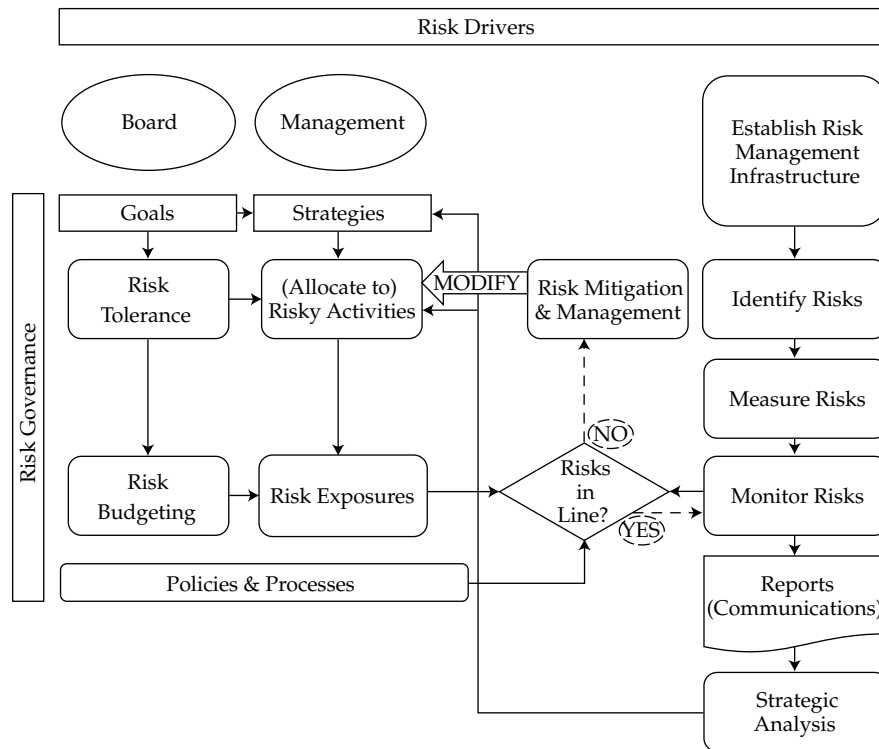 Risk Drivers
Board
Management
Establish Risk
Management
Infrastructure
Risk Governance
Goals
Strategies
Risk
Tolerance
(Allocate to)
Risky Activities
MODIFY
Risk Mitigation
& Management
Identify Risks
Measure Risks
NO
Risk
Budgeting
Risk Exposures
Risks
in
Line?
YES
Monitor Risks
Policies & Processes
Reports
(Communications)
Strategic
Analysis